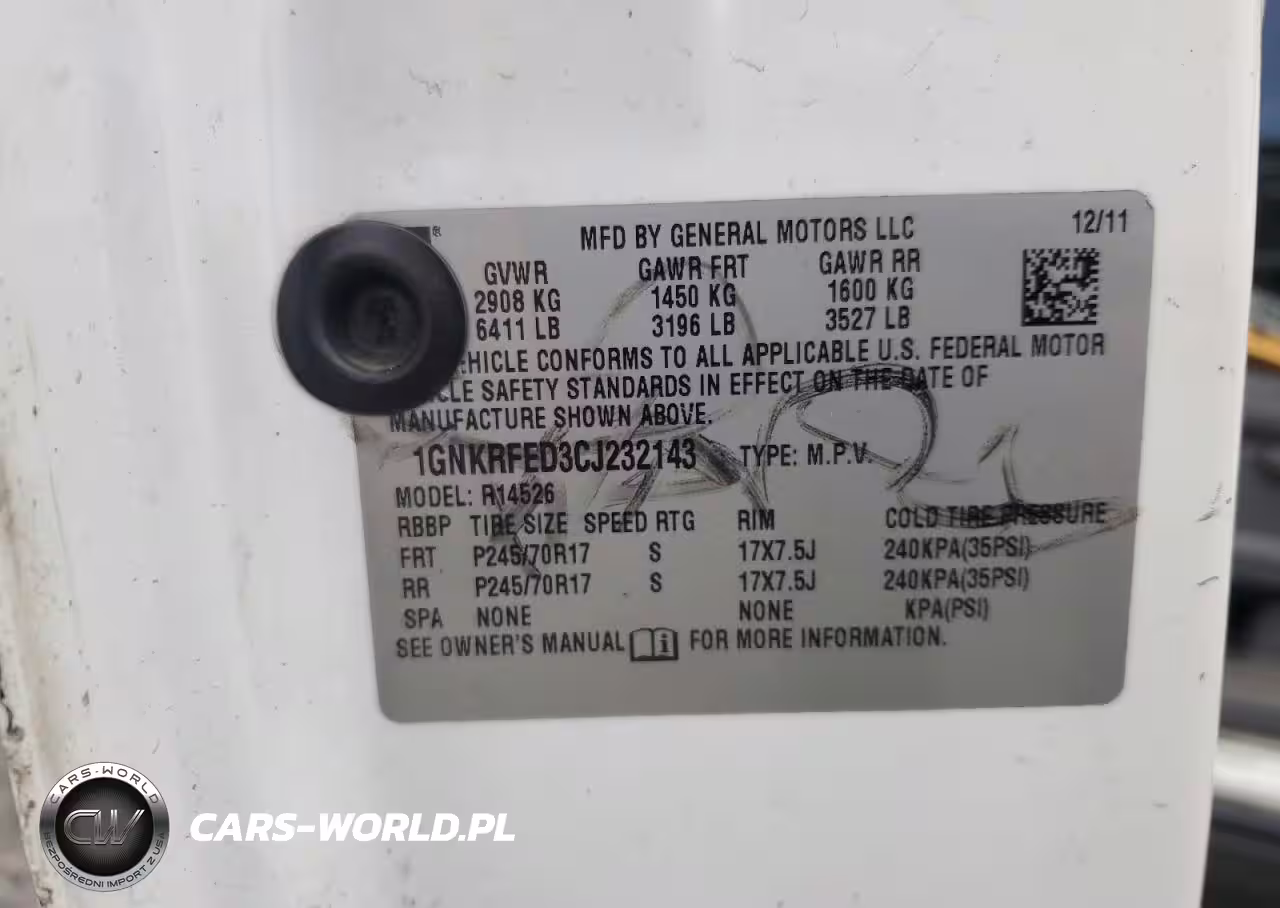 ®
MFD BY GENERAL MOTORS LLC 12/11
GVWR GAWR FRT GAWR RR
2908 KG 1450 KG 1600 KG
6411 LB 3196 LB 3527 LB
EHICLE CONFORMS TO ALL APPLICABLE U.S. FEDERAL MOTOR
CLE SAFETY STANDARDS IN EFFECT ON THE DATE OF
MANUFACTURE SHOWN ABOVE.
1GNKRFED3CJ232143 TYPE: M.P.V.
MODEL: R14526
RBBP TIRE SIZE SPEED RTG RIM COLD TIRE PRESSURE
FRT P245/70R17 S 17X7.5J 240KPA(35PSI)
RR P245/70R17 S 17X7.5J 240KPA(35PSI)
SPA NONE NONE KPA(PSI)
SEE OWNER'S MANUAL i FOR MORE INFORMATION.
CARS-WORLD
CW
BEZPOŚREDNI IMPORT Z USA
CARS-WORLD.PL